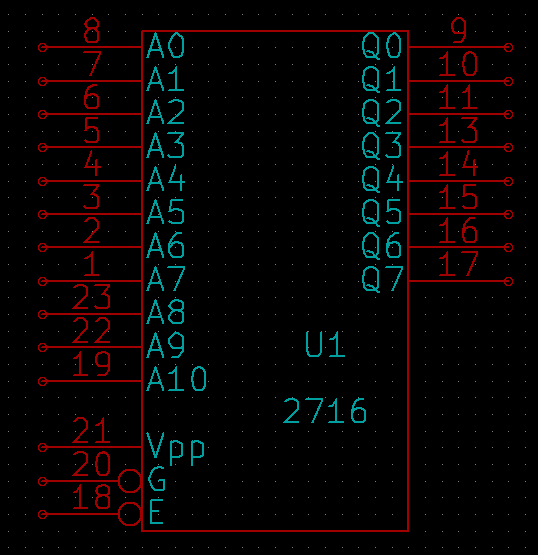 8 A0 Q0 9
7 A1 Q1 10
6 A2 Q2 11
5 A3 Q3 13
4 A4 Q4 14
3 A5 Q5 15
2 A6 Q6 16
1 A7 Q7 17
23 A8
22 A9 U1
19 A10
2716
21 Vpp
20 G
18 E